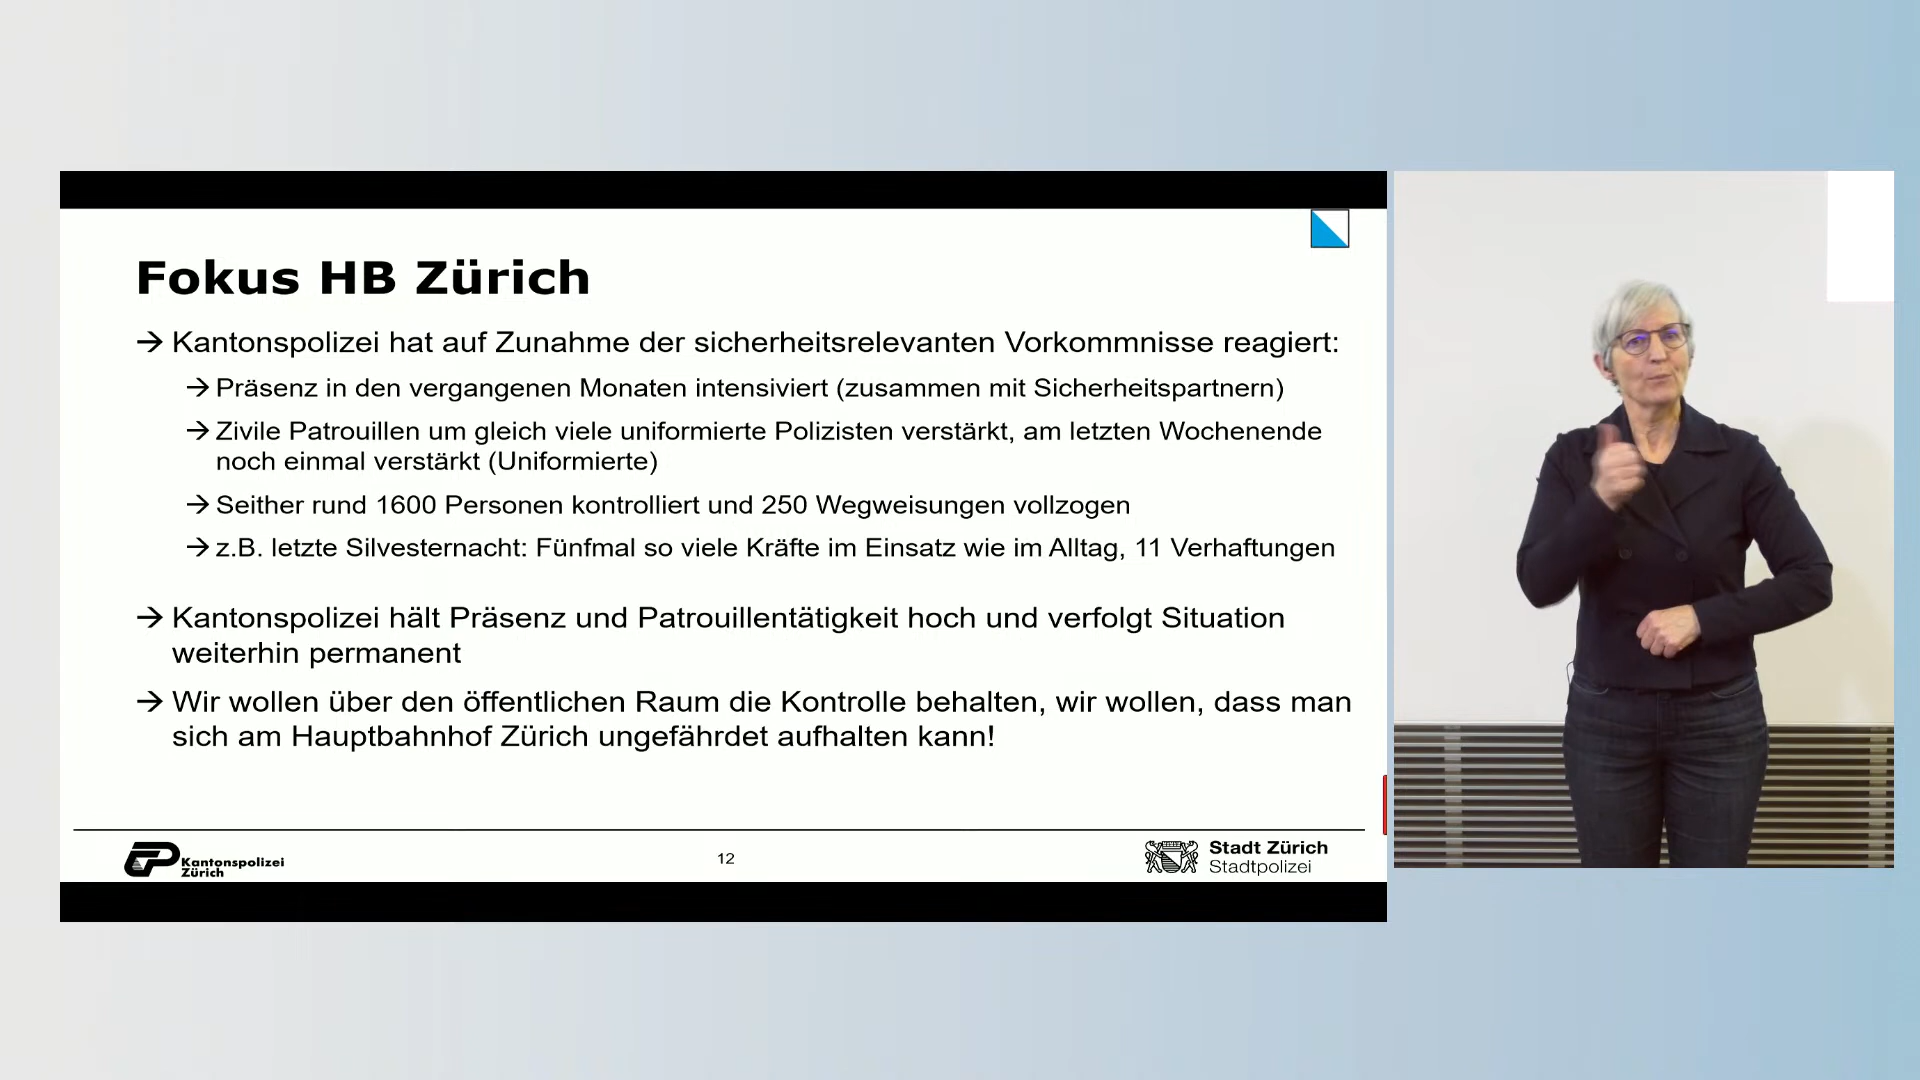 Fokus HB Zürich
→ Kantonspolizei hat auf Zunahme der sicherheitsrelevanten Vorkommnisse reagiert:
→ Präsenz in den vergangenen Monaten intensiviert (zusammen mit Sicherheitspartnern)
→ Zivile Patrouillen um gleich viele uniformierte Polizisten verstärkt, am letzten Wochenende
noch einmal verstärkt (Uniformierte)
→ Seither rund 1600 Personen kontrolliert und 250 Wegweisungen vollzogen
→ z.B. letzte Silvesternacht: Fünfmal so viele Kräfte im Einsatz wie im Alltag, 11 Verhaftungen
→ Kantonspolizei hält Präsenz und Patrouillentätigkeit hoch und verfolgt Situation
weiterhin permanent
→ Wir wollen über den öffentlichen Raum die Kontrolle behalten, wir wollen, dass man
sich am Hauptbahnhof Zürich ungefährdet aufhalten kann!
Kantonspolizei
Zürich
12
Stadt Zürich
Stadtpolizei